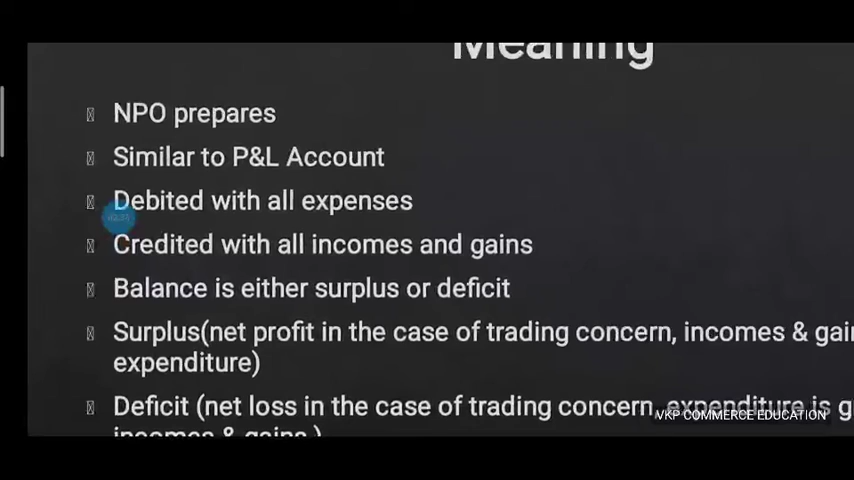 Meaning
NPO prepares
Similar to P&L Account
Debited with all expenses
Credited with all incomes and gains
Balance is either surplus or deficit
Surplus(net profit in the case of trading concern, incomes &
expenditure)
Deficit (net loss in the case of trading concern, expenditure is
incomes & gains )
VKP COMMERCE EDUCATION